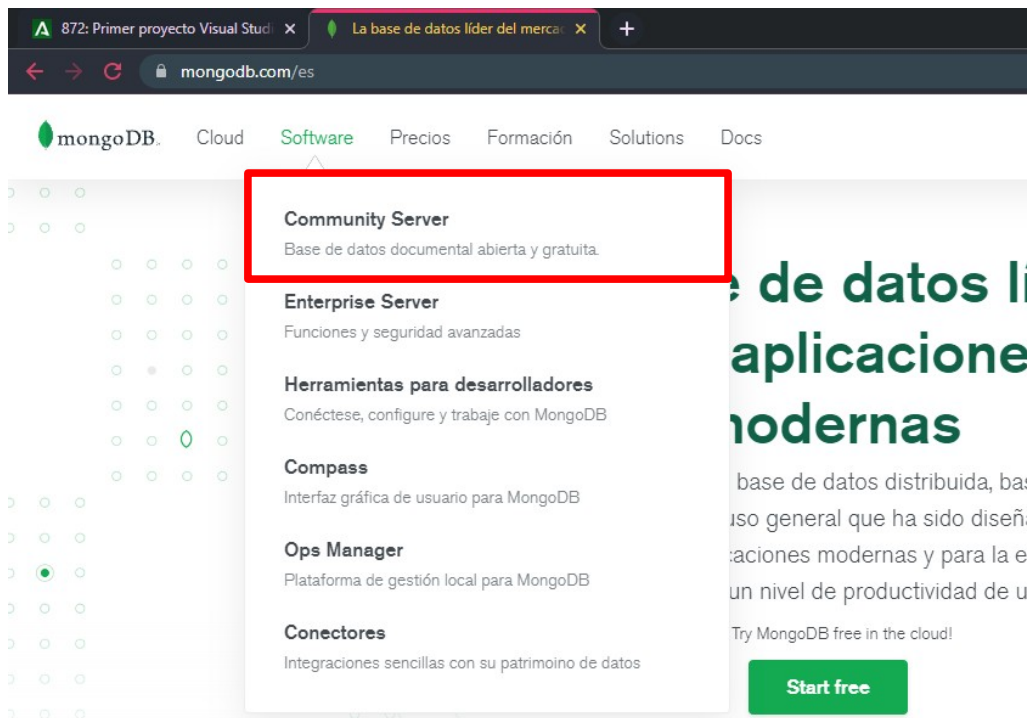 872: Primer proyecto Visual Studi
La base de datos líder del mercad
mongodb.com/es
mongoDB.
Cloud
Software
Precios
Formación
Solutions
Docs
Community Server
Base de datos documental abierta y gratuita.
Enterprise Server
Funciones y seguridad avanzadas
Herramientas para desarrolladores
Conéctese, configure y trabaje con MongoDB
Compass
Interfaz gráfica de usuario para MongoDB
Ops Manager
Plataforma de gestión local para MongoDB
Conectores
Integraciones sencillas con su patrimoino de datos
de datos lí
aplicacione
nodernas
base de datos distribuida, bas
uso general que ha sido diseña
caciones modernas y para la e
un nivel de productividad de u
Try MongoDB free in the cloud!
Start free